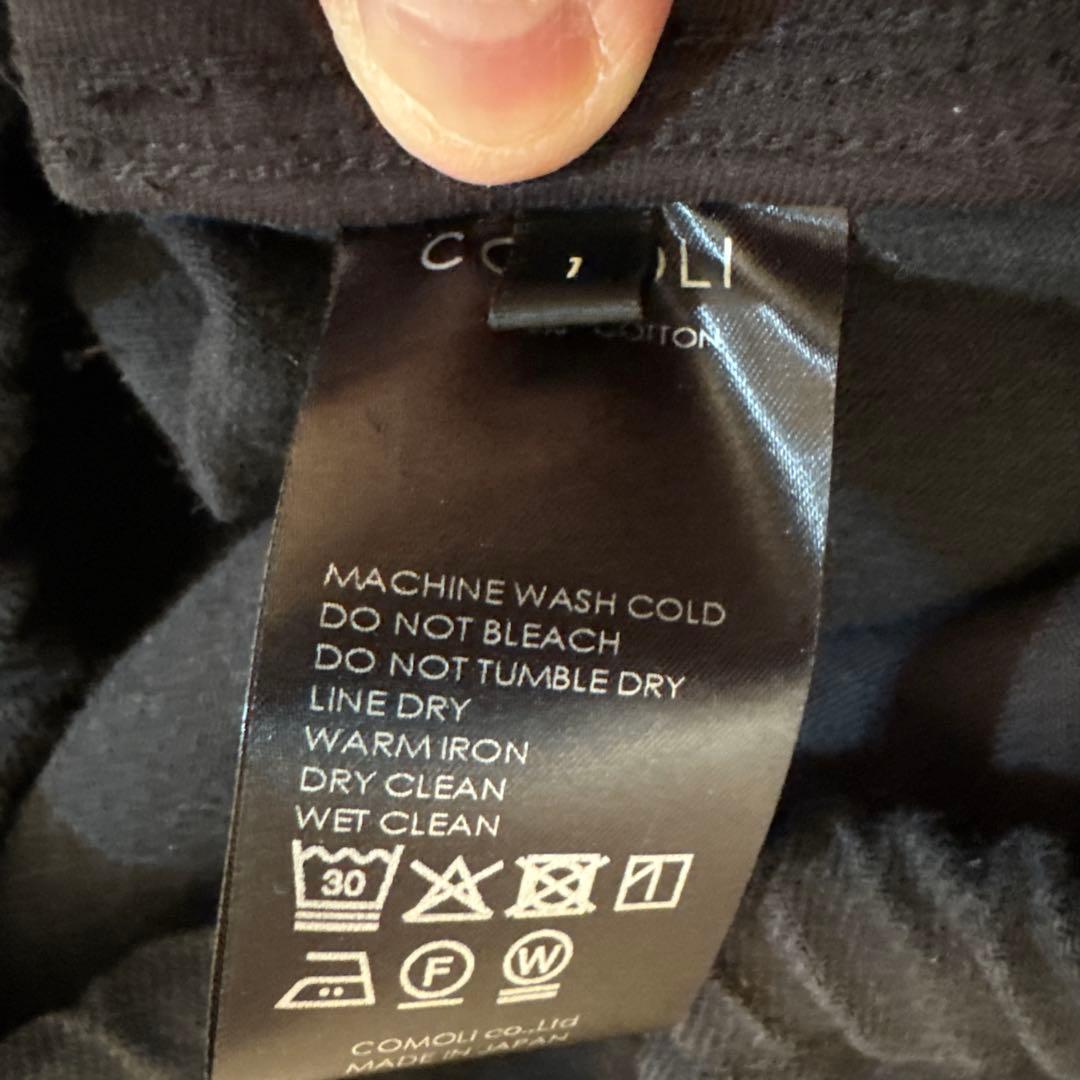 1
COTTON
MACHINE WASH COLD
DO NOT BLEACH
DO NOT TUMBLE DRY
LINE DRY
WARM IRON
DRY CLEAN
WET CLEAN
30
F W
COMOLI co.,Ltd
MADE IN JAPAN